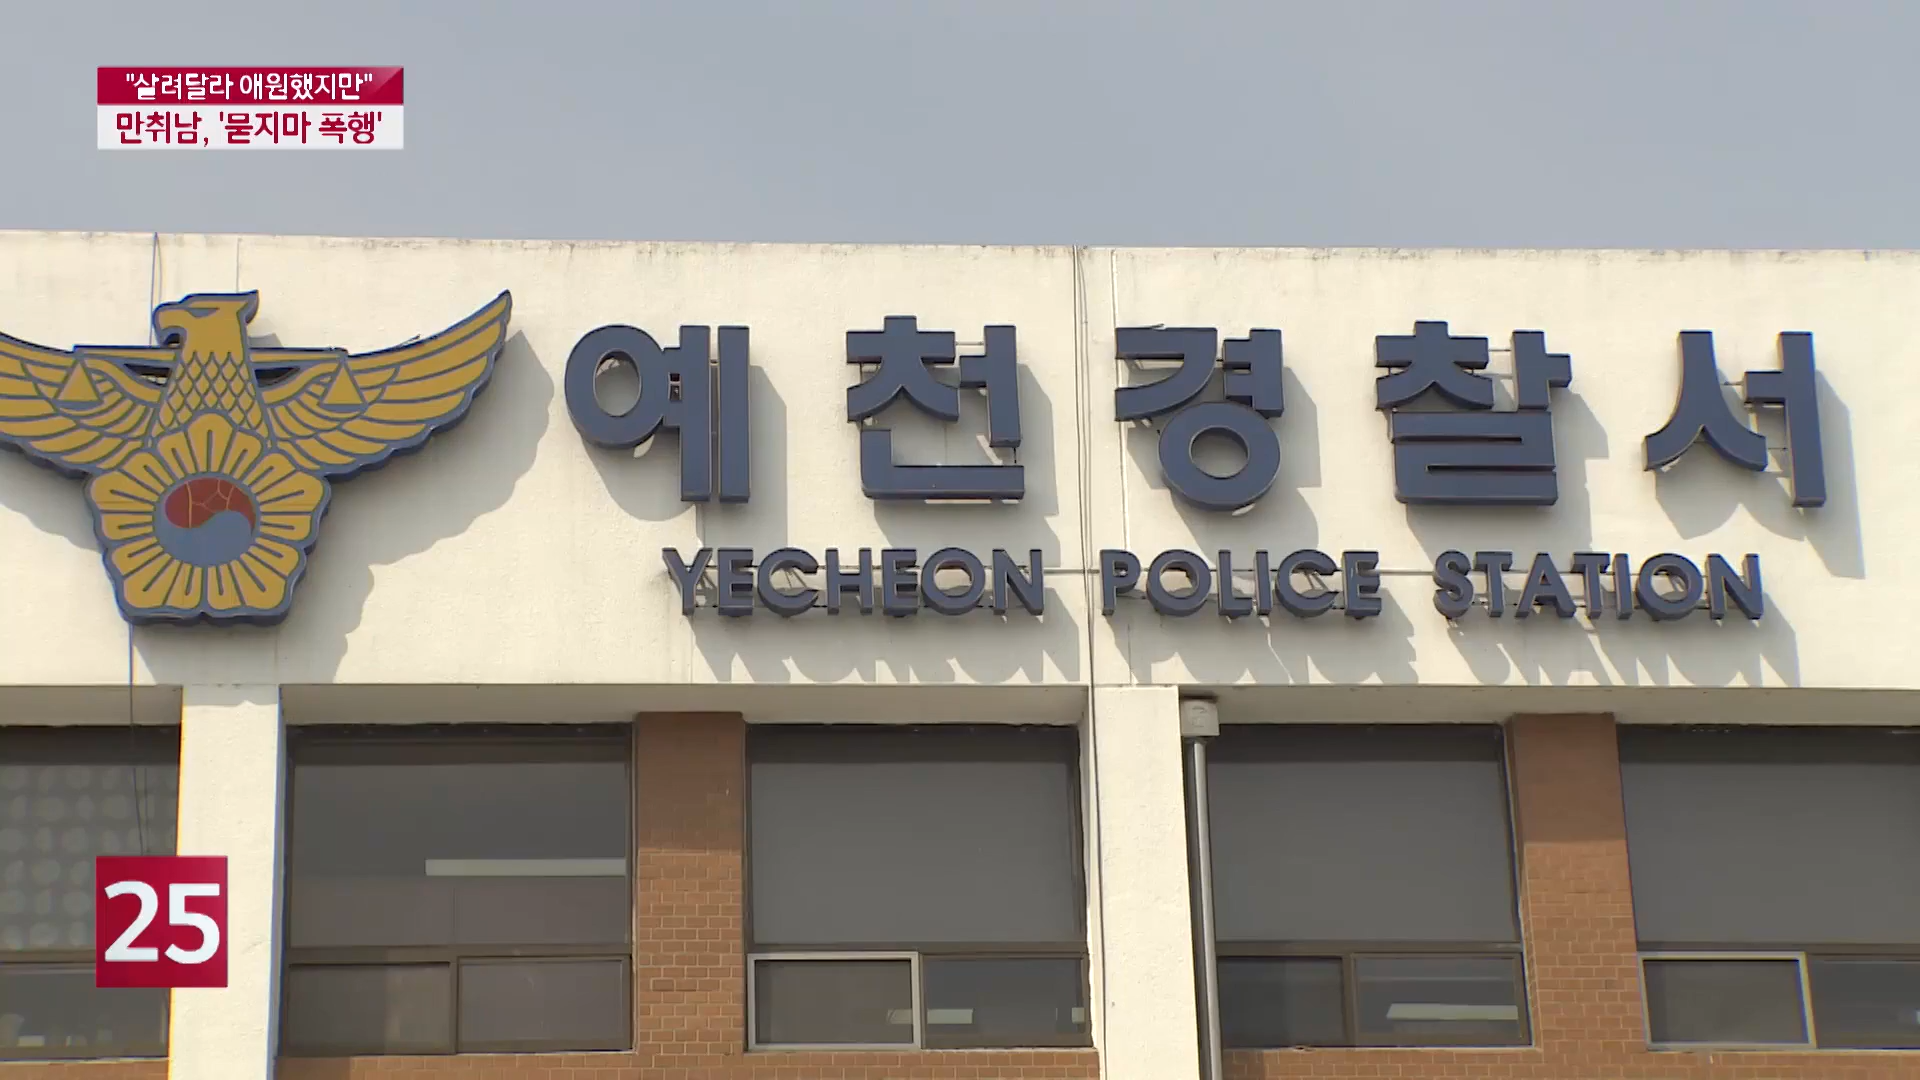 "살려달라 애원했지만"
만취남, '묻지마 폭행'
예천경찰서
YECHEON POLICE STATION
25